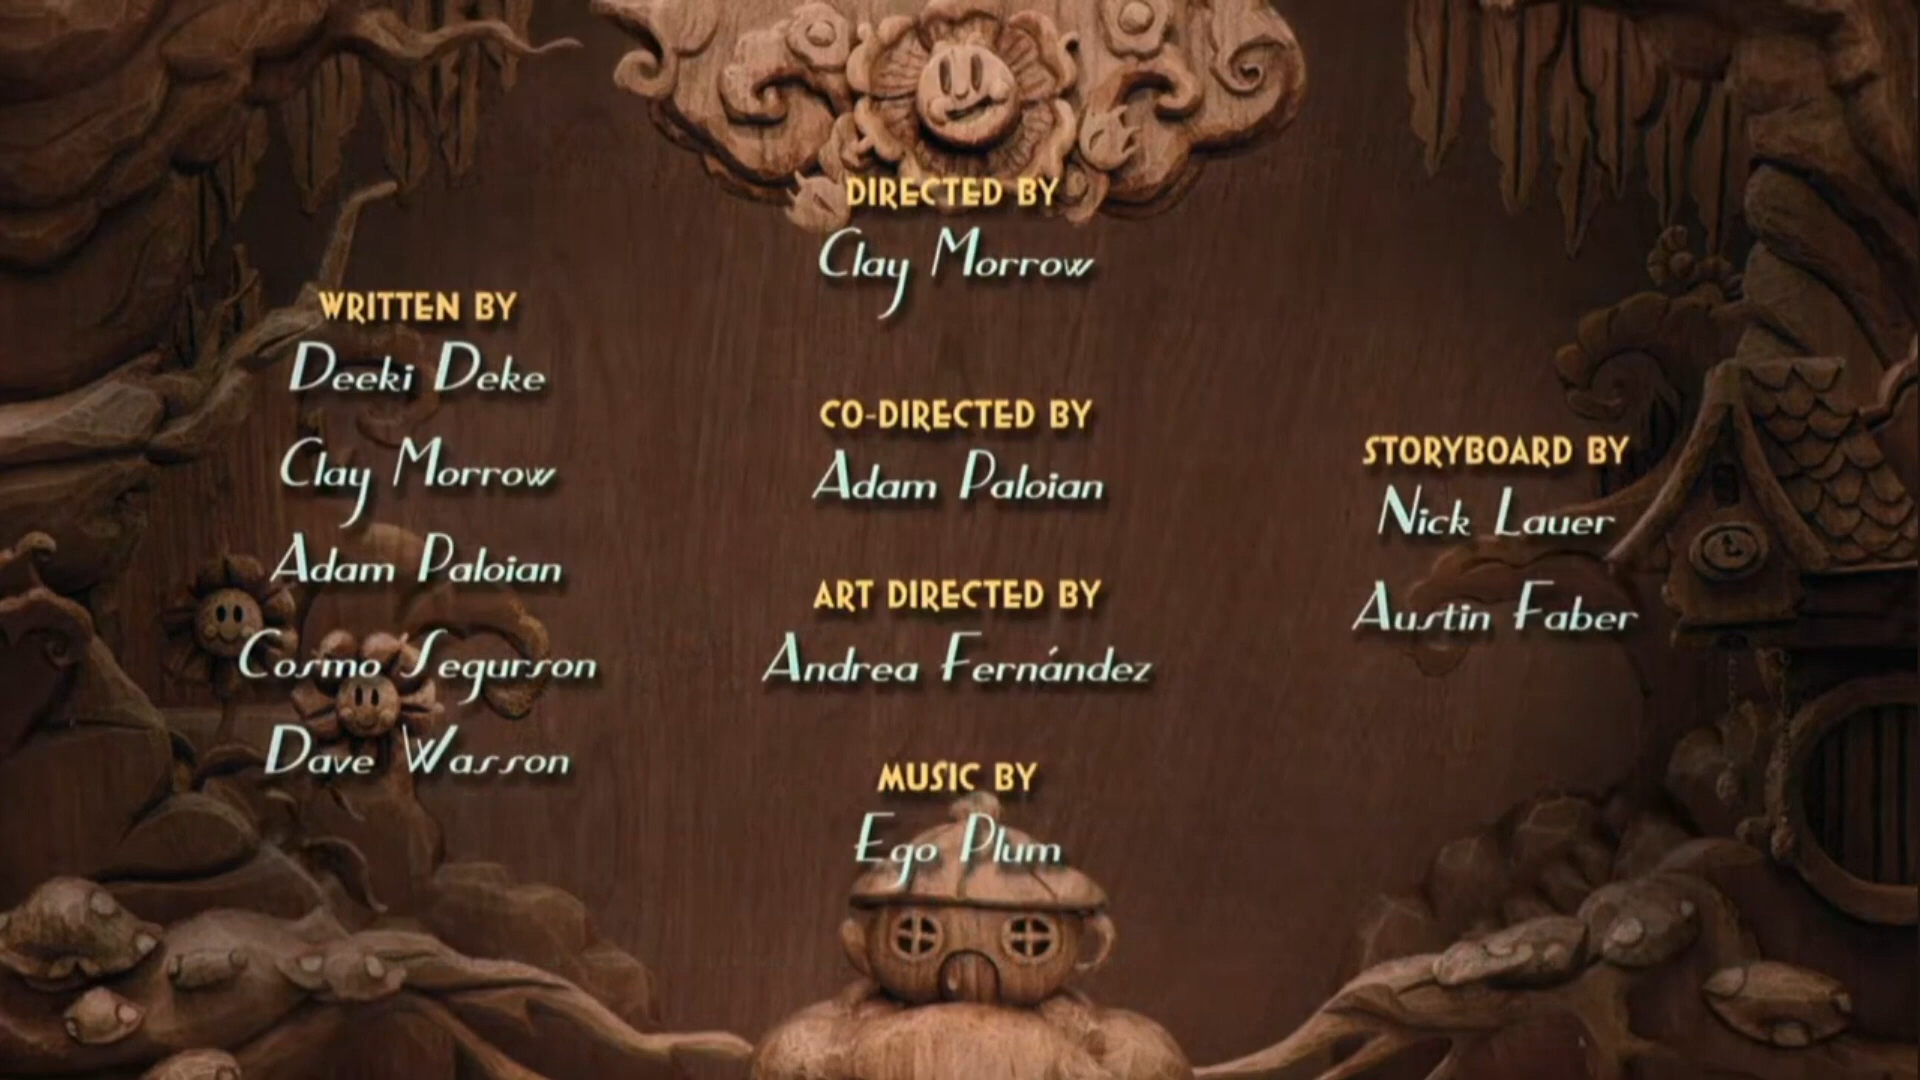 WRITTEN BY
Deeki Deke
Clay Morrow
Adam Paloian
Cosmo Segurson
Dave Wasson
DIRECTED BY
Clay Morrow
CO-DIRECTED BY
Adam Paloian
ART DIRECTED BY
Andrea Fernández
MUSIC BY
Ego Plum
STORYBOARD BY
Nick Lauer
Austin Faber